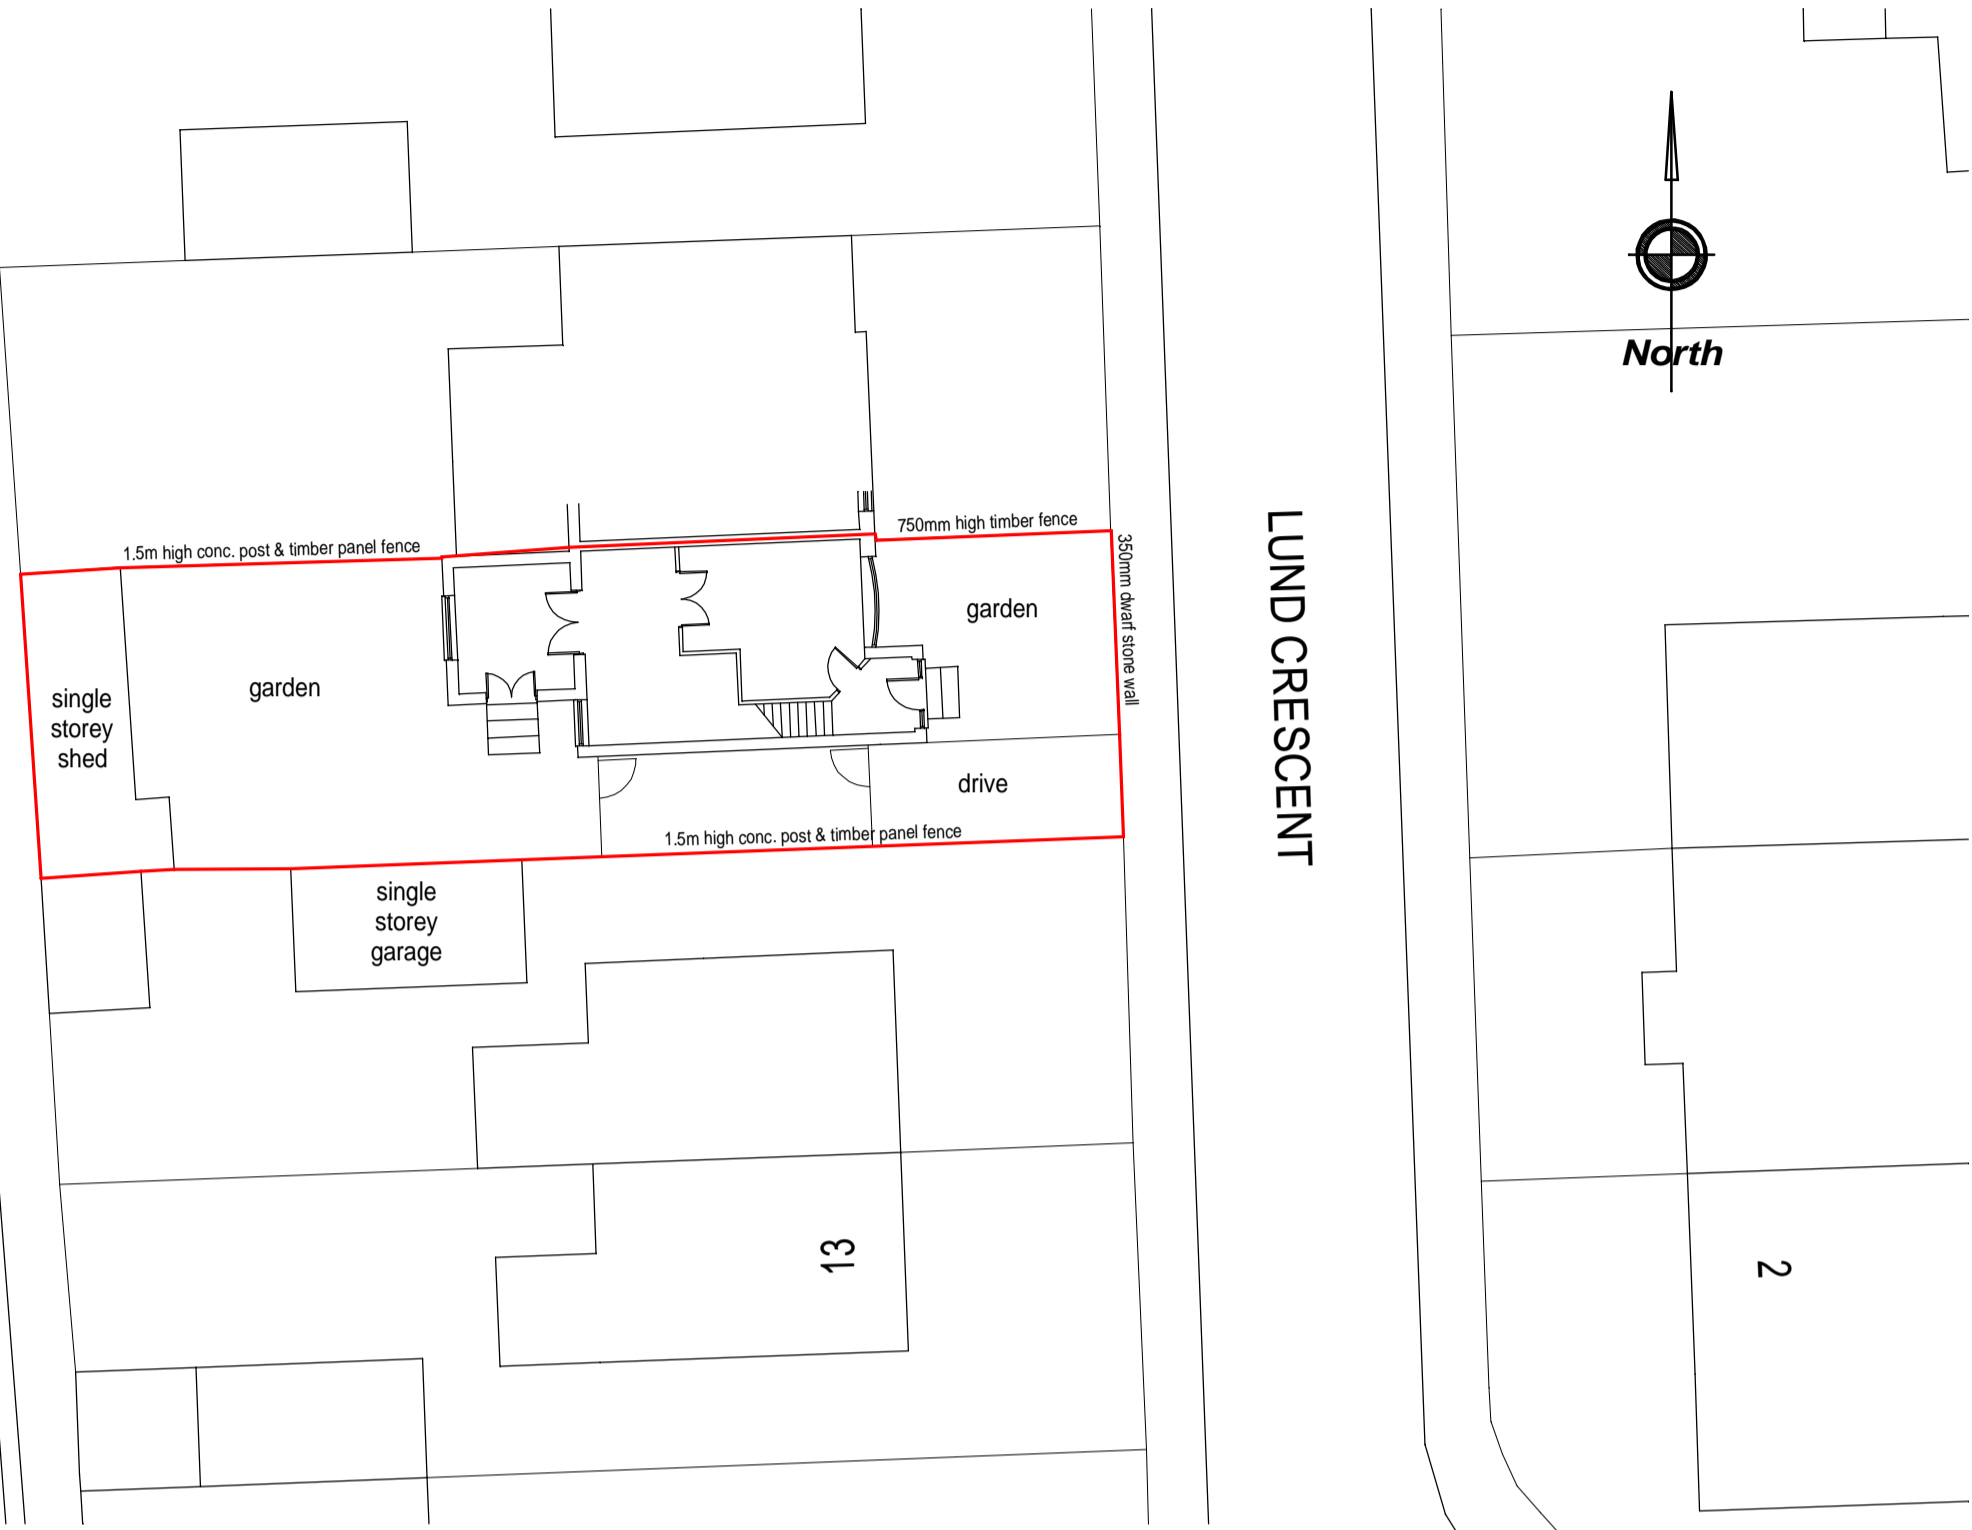 North
750mm high timber fence
1.5m high conc. post & timber panel fence
350mm dwarf stone wall
LUND CRESCENT
garden
garden
single
storey
shed
drive
1.5m high conc. post & timber panel fence
single
storey
garage
13
2